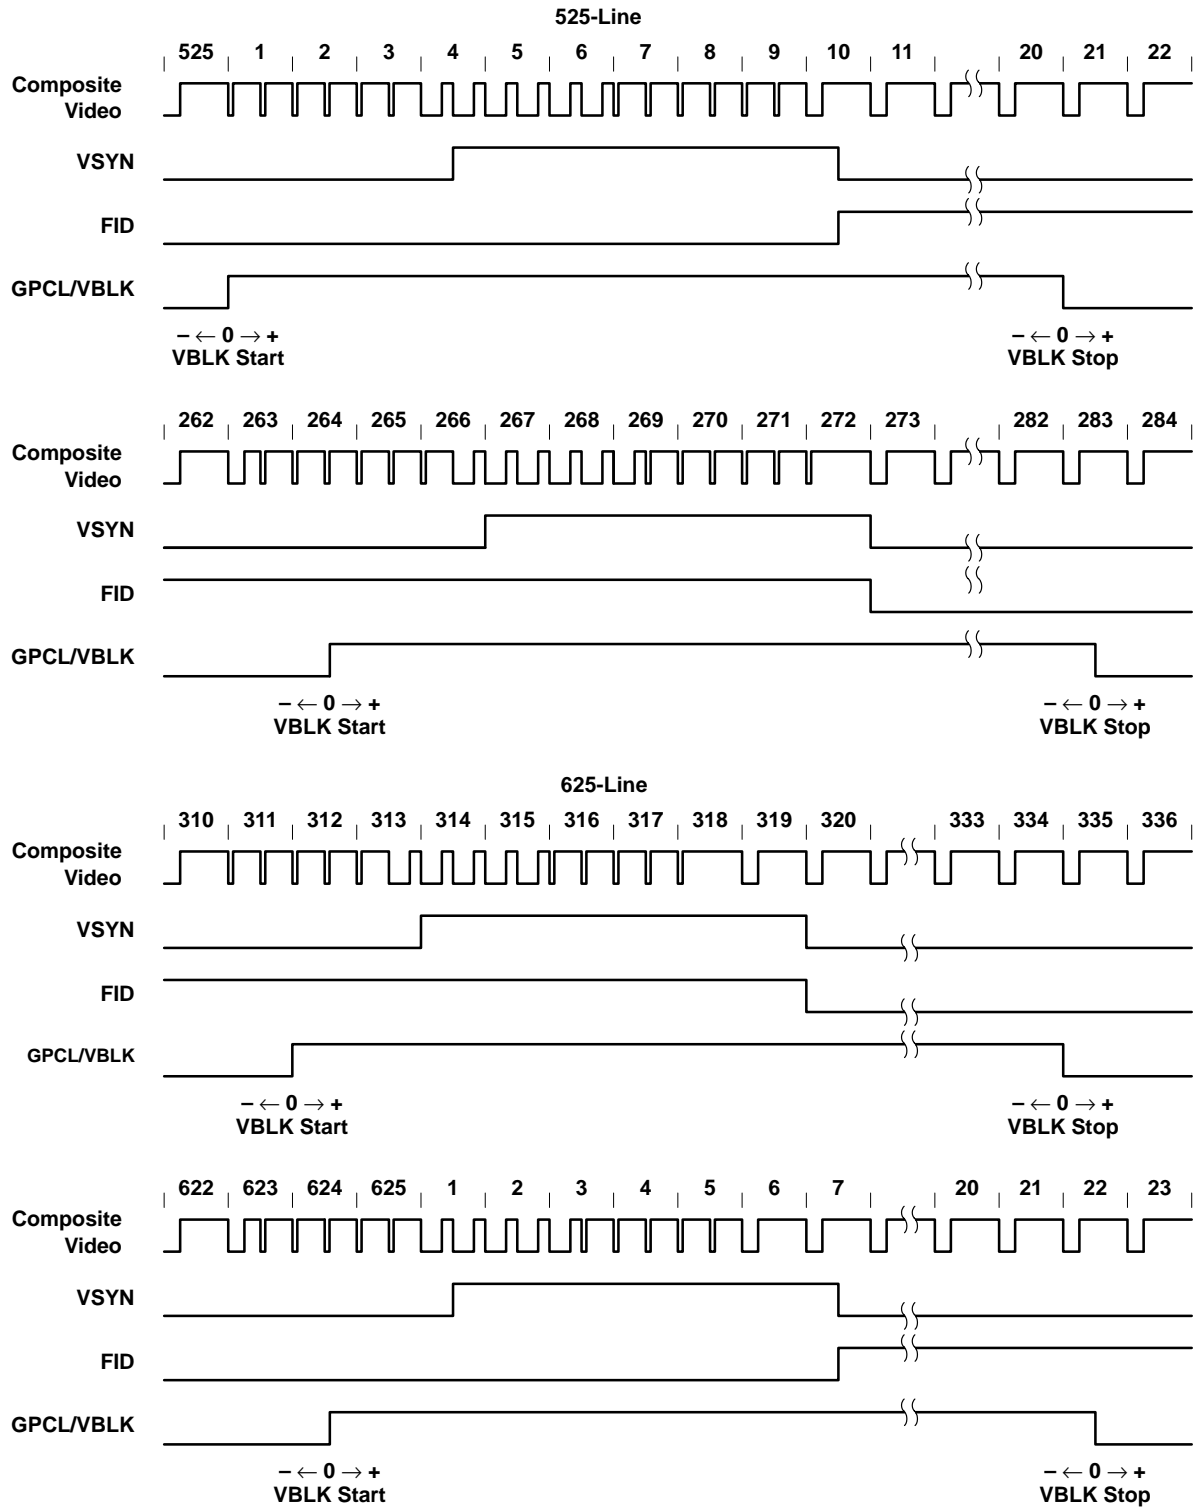 525-Line
525 1 2 3 4 5 6 7 8 9 10 11 20 21 22
Composite
Video
VSYN
FID
GPCL/VBLK
– ← 0 → +
VBLK Start
– ← 0 → +
VBLK Stop
262 263 264 265 266 267 268 269 270 271 272 273 282 283 284
Composite
Video
VSYN
FID
GPCL/VBLK
– ← 0 → +
VBLK Start
– ← 0 → +
VBLK Stop
625-Line
310 311 312 313 314 315 316 317 318 319 320 333 334 335 336
Composite
Video
VSYN
FID
GPCL/VBLK
– ← 0 → +
VBLK Start
– ← 0 → +
VBLK Stop
622 623 624 625 1 2 3 4 5 6 7 20 21 22 23
Composite
Video
VSYN
FID
GPCL/VBLK
– ← 0 → +
VBLK Start
– ← 0 → +
VBLK Stop